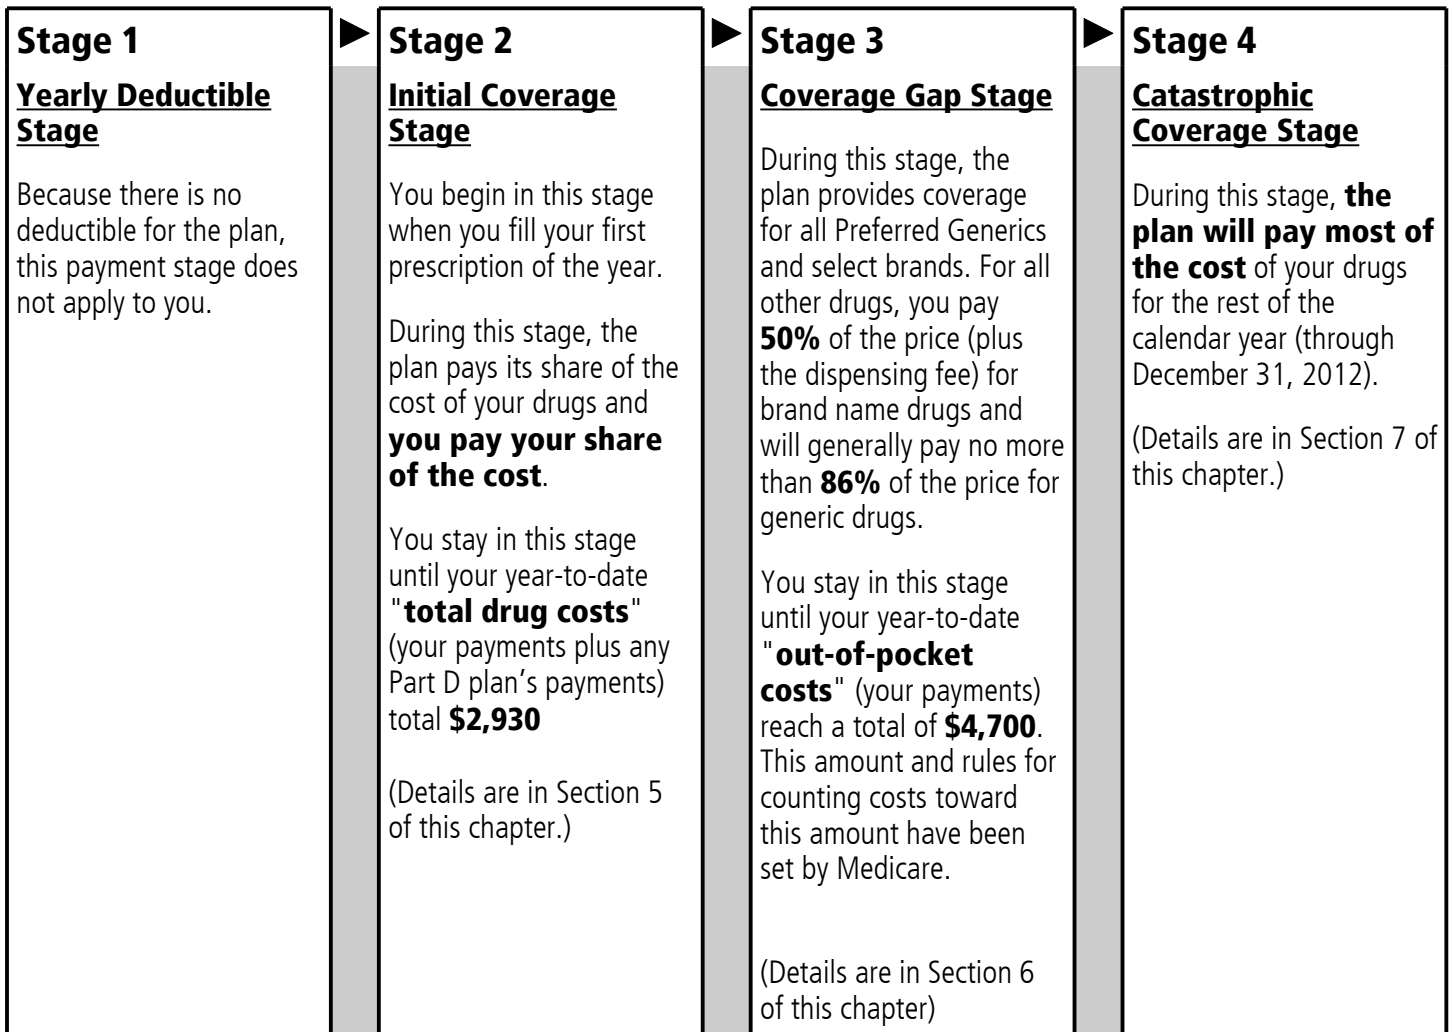 Stage 1
Yearly Deductible
Stage
Because there is no
deductible for the plan,
this payment stage does
not apply to you.
Stage 2
Initial Coverage
Stage
You begin in this stage
when you fill your first
prescription of the year.
During this stage, the
plan pays its share of the
cost of your drugs and
you pay your share
of the cost.
You stay in this stage
until your year-to-date
"total drug costs"
(your payments plus any
Part D plan’s payments)
total $2,930
(Details are in Section 5
of this chapter.)
Stage 3
Coverage Gap Stage
During this stage, the
plan provides coverage
for all Preferred Generics
and select brands. For all
other drugs, you pay
50% of the price (plus
the dispensing fee) for
brand name drugs and
will generally pay no more
than 86% of the price for
generic drugs.
You stay in this stage
until your year-to-date
"out-of-pocket
costs" (your payments)
reach a total of $4,700.
This amount and rules for
counting costs toward
this amount have been
set by Medicare.
(Details are in Section 6
of this chapter)
Stage 4
Catastrophic
Coverage Stage
During this stage, the
plan will pay most of
the cost of your drugs
for the rest of the
calendar year (through
December 31, 2012).
(Details are in Section 7 of
this chapter.)